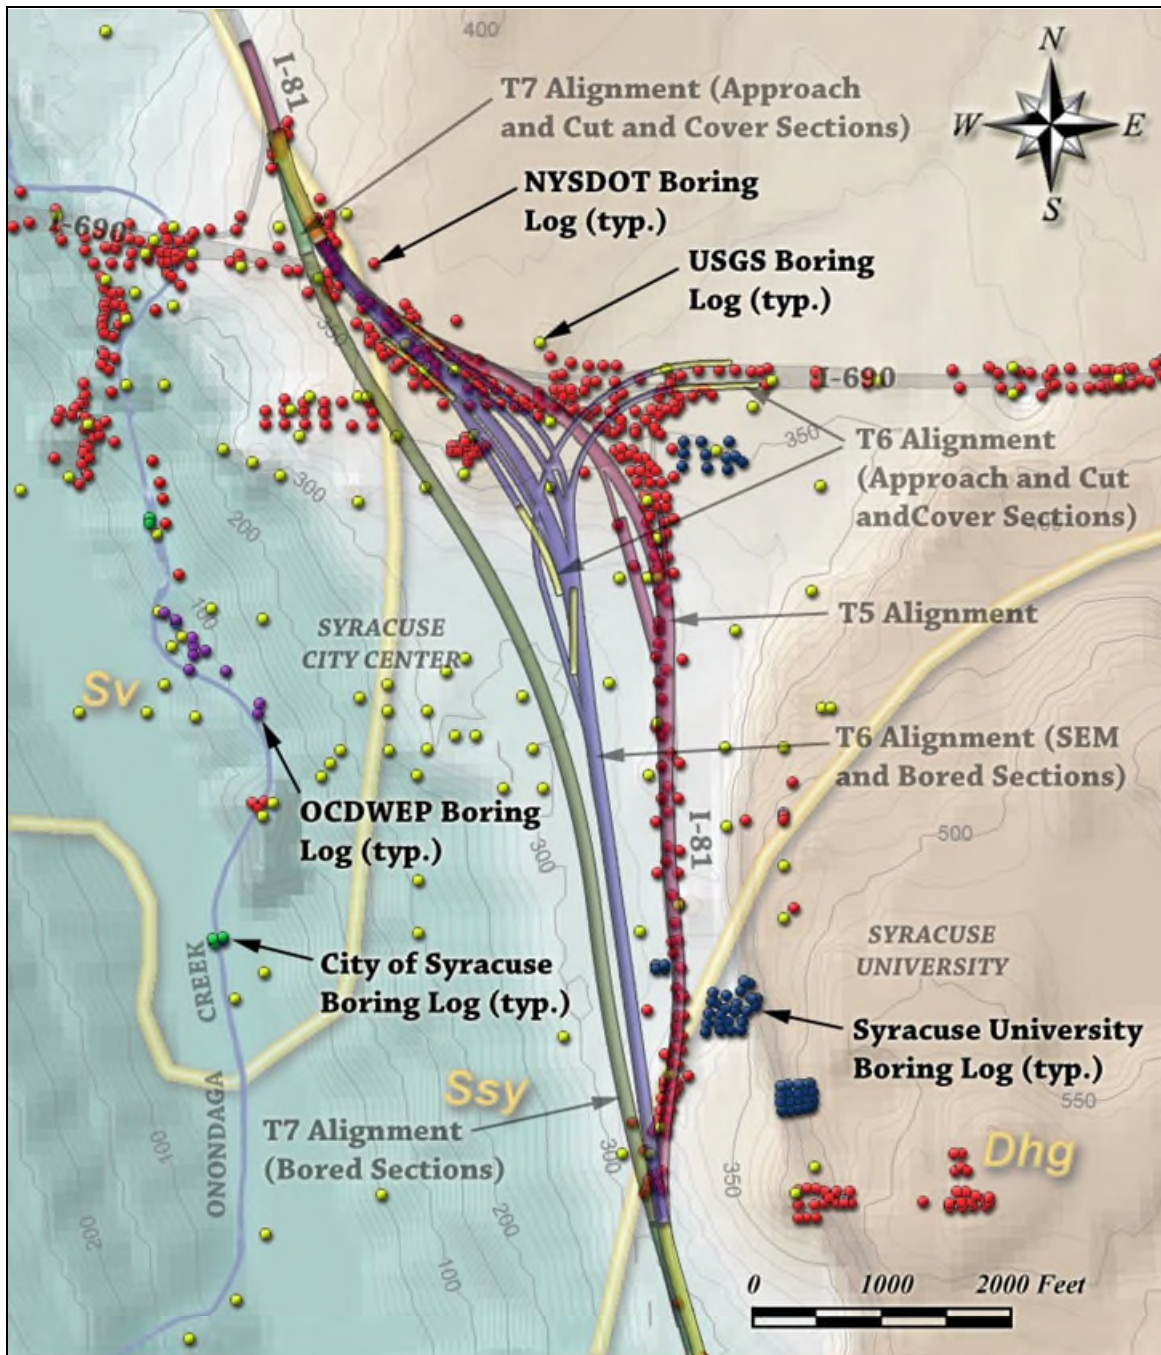 400
N
W E
S
I-81
T7 Alignment (Approach
and Cut and Cover Sections)
NYSDOT Boring
Log (typ.)
I-690
USGS Boring
Log (typ.)
350
I-690
350
T6 Alignment
(Approach and Cut
andCover Sections)
300
200
100
T5 Alignment
SYRACUSE
CITY CENTER
Sv
T6 Alignment (SEM
and Bored Sections)
OCDWEP Boring
Log (typ.)
I-81
300
500
City of Syracuse
Boring Log (typ.)
SYRACUSE
UNIVERSITY
ONONDAGA CREEK
Syracuse University
Boring Log (typ.)
Ssy
550
T7 Alignment
(Bored Sections)
100
300
350
Dhg
200
200
100
0 1000 2000 Feet